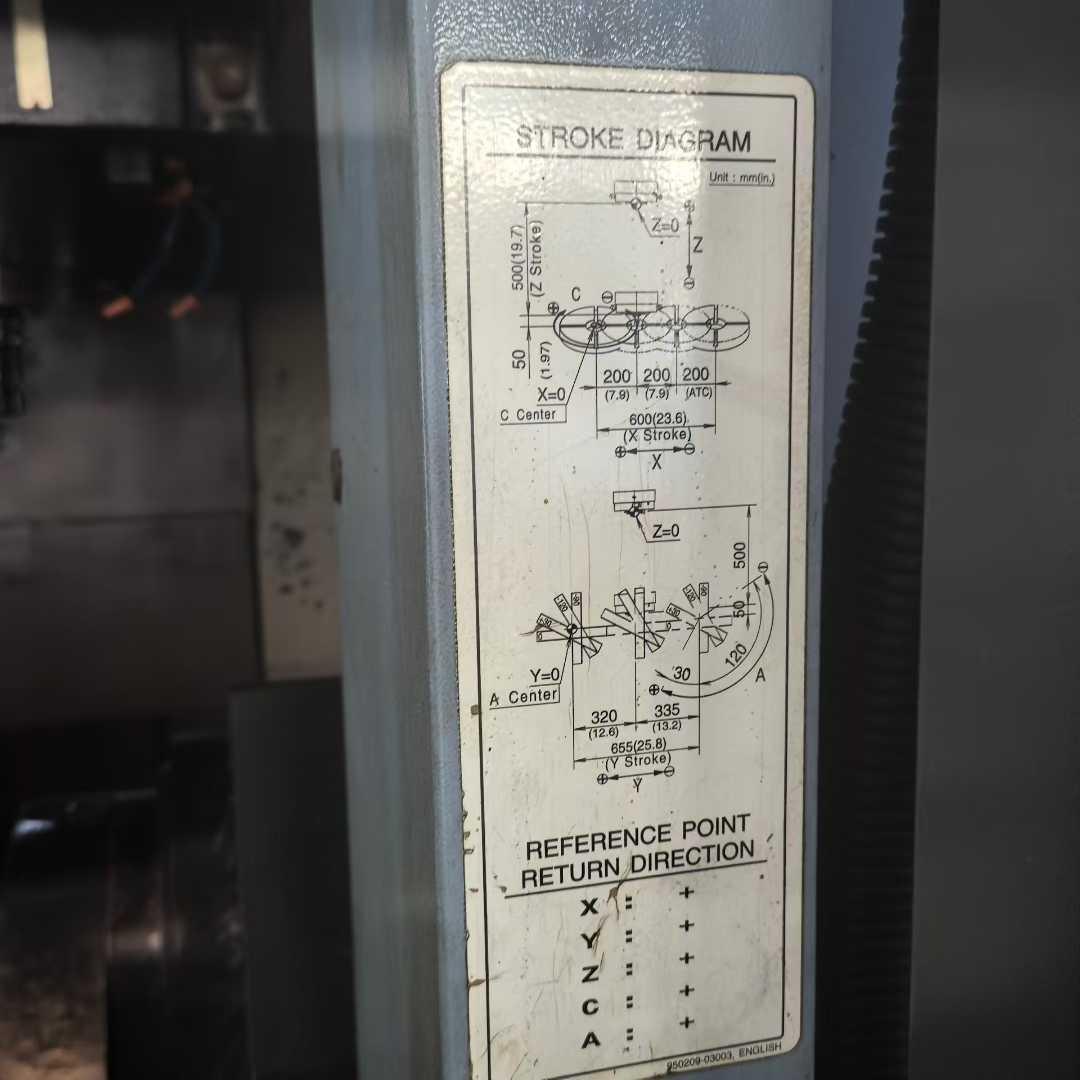 STROKE DIAGRAM
Unit : mm(in.)
Z=0
Z
500(19.7)
(Z Stroke)
C
50
(1.97)
200 200 200
(7.9) (7.9) (ATC)
X=0
C Center
600(23.6)
(X Stroke)
X
Z=0
500
50
120
30
A
Y=0
A Center
320 335
(12.6) (13.2)
655(25.8)
(Y Stroke)
Y
REFERENCE POINT
RETURN DIRECTION
X = +
Y = +
Z = +
C = +
A = +
950209-03003, ENGLISH